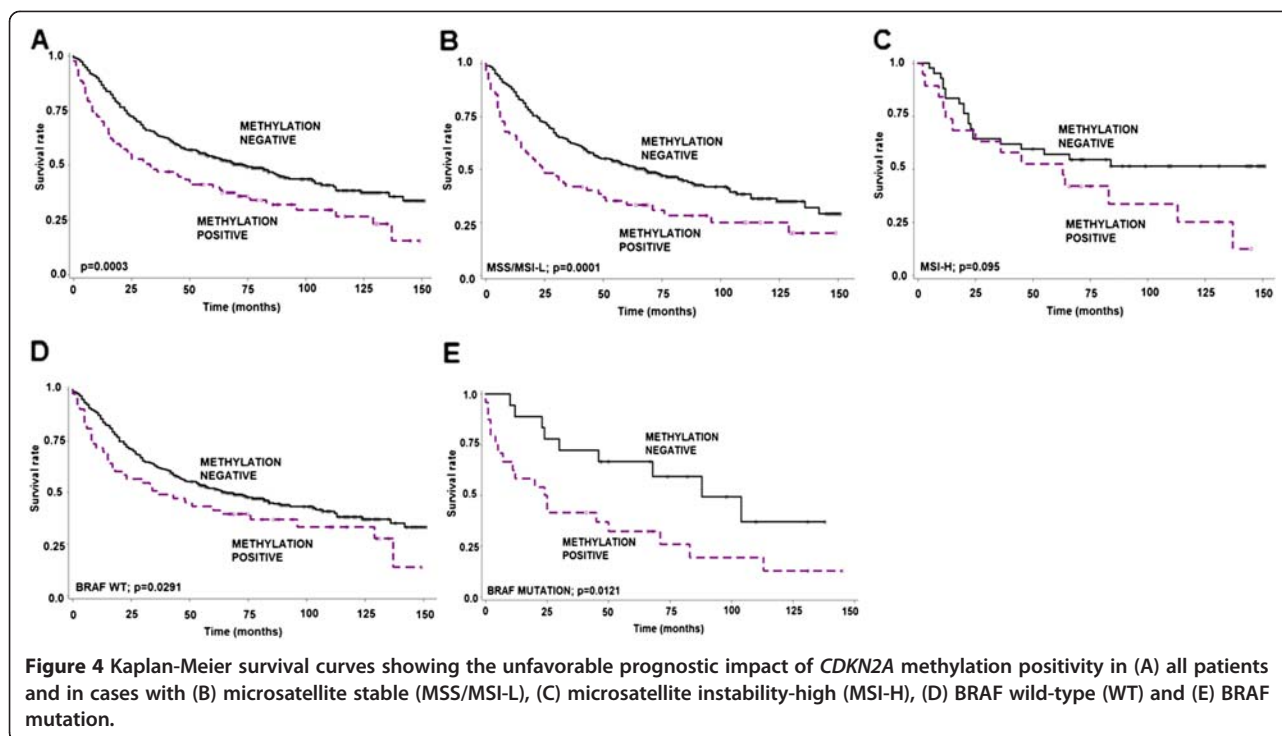 A
1.0
0.75
0.5
0.25
0.0
Survival rate
METHYLATION
NEGATIVE
METHYLATION
POSITIVE
p=0.0003
0 25 50 75 100 125 150
Time (months)
B
1.0
0.75
0.5
0.25
0.0
Survival rate
METHYLATION
NEGATIVE
METHYLATION
POSITIVE
MSS/MSI-L; p=0.0001
0 25 50 75 100 125 150
Time (months)
C
1.0
0.75
0.5
0.25
0.0
Survival rate
METHYLATION
NEGATIVE
METHYLATION
POSITIVE
MSI-H; p=0.095
0 25 50 75 100 125 150
Time (months)
D
1.0
0.75
0.5
0.25
0.0
Survival rate
METHYLATION
NEGATIVE
METHYLATION
POSITIVE
BRAF WT; p=0.0291
0 25 50 75 100 125 150
Time (months)
E
1.0
0.75
0.5
0.25
0.0
Survival rate
METHYLATION
NEGATIVE
METHYLATION
POSITIVE
BRAF MUTATION; p=0.0121
0 25 50 75 100 125 150
Time (months)
Figure 4 Kaplan-Meier survival curves showing the unfavorable prognostic impact of CDKN2A methylation positivity in (A) all patients
and in cases with (B) microsatellite stable (MSS/MSI-L), (C) microsatellite instability-high (MSI-H), (D) BRAF wild-type (WT) and (E) BRAF
mutation.